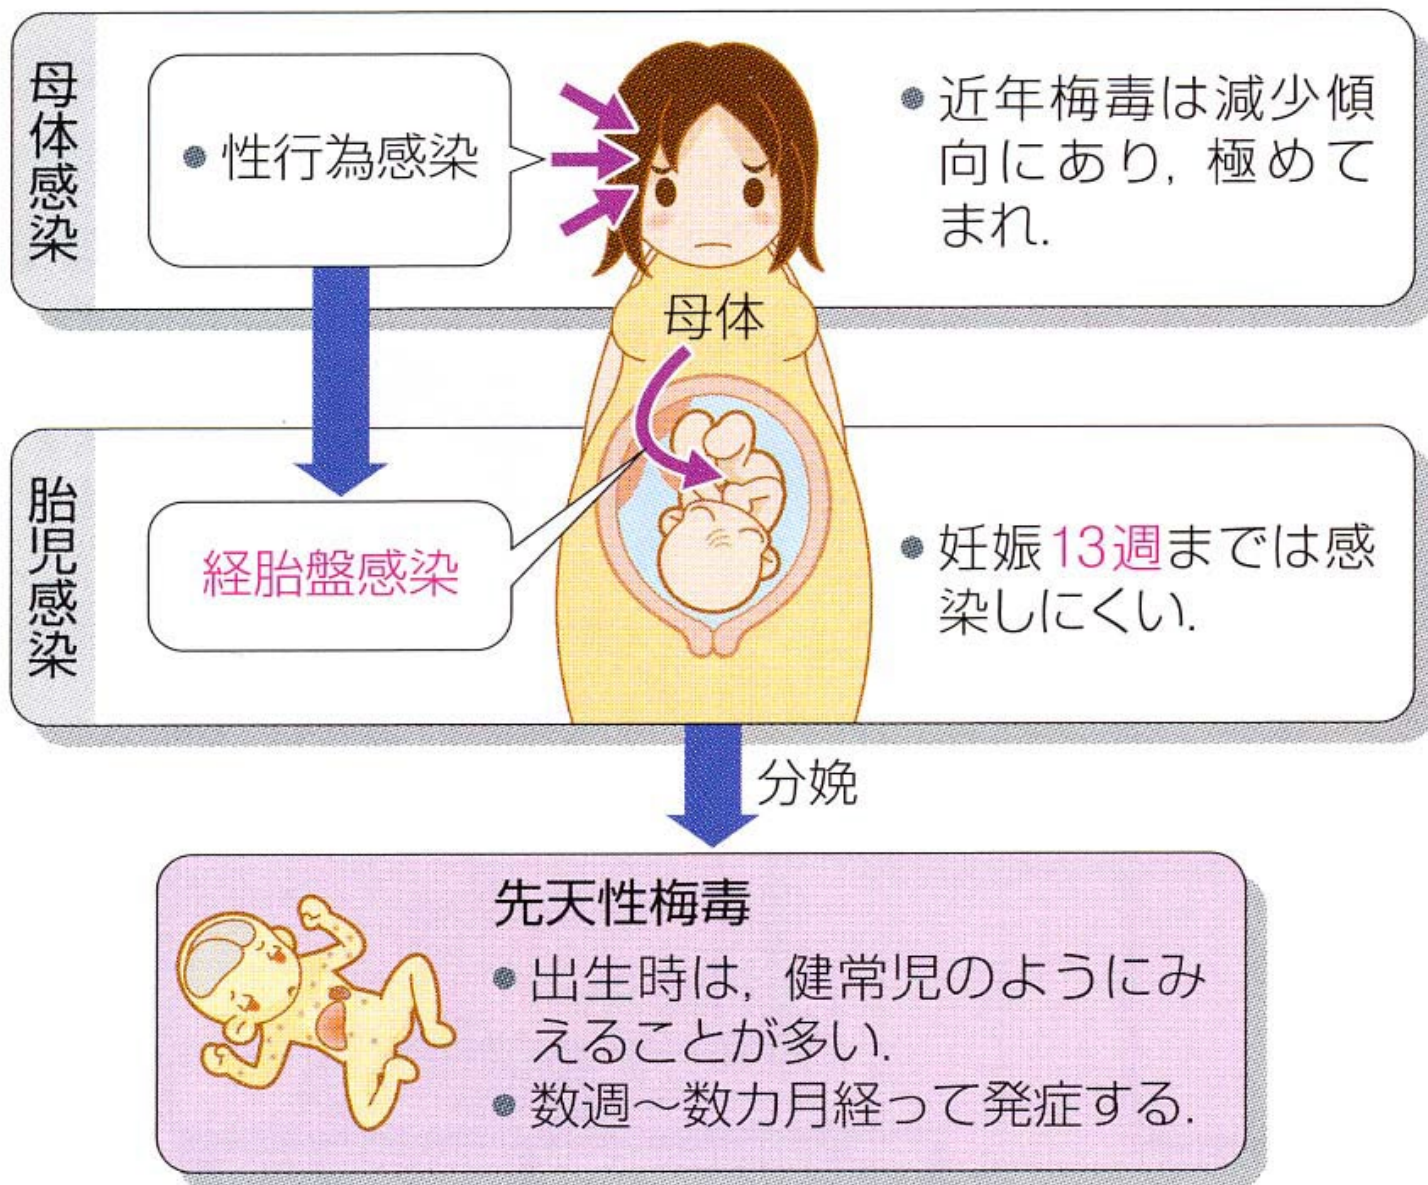 母体感染
• 性行為感染
• 近年梅毒は減少傾
向にあり, 極めて
まれ.
母体
胎児感染
経胎盤感染
• 妊娠13週までは感
染しにくい.
分娩
先天性梅毒
• 出生時は, 健常児のようにみ
えることが多い.
• 数週〜数カ月経って発症する.